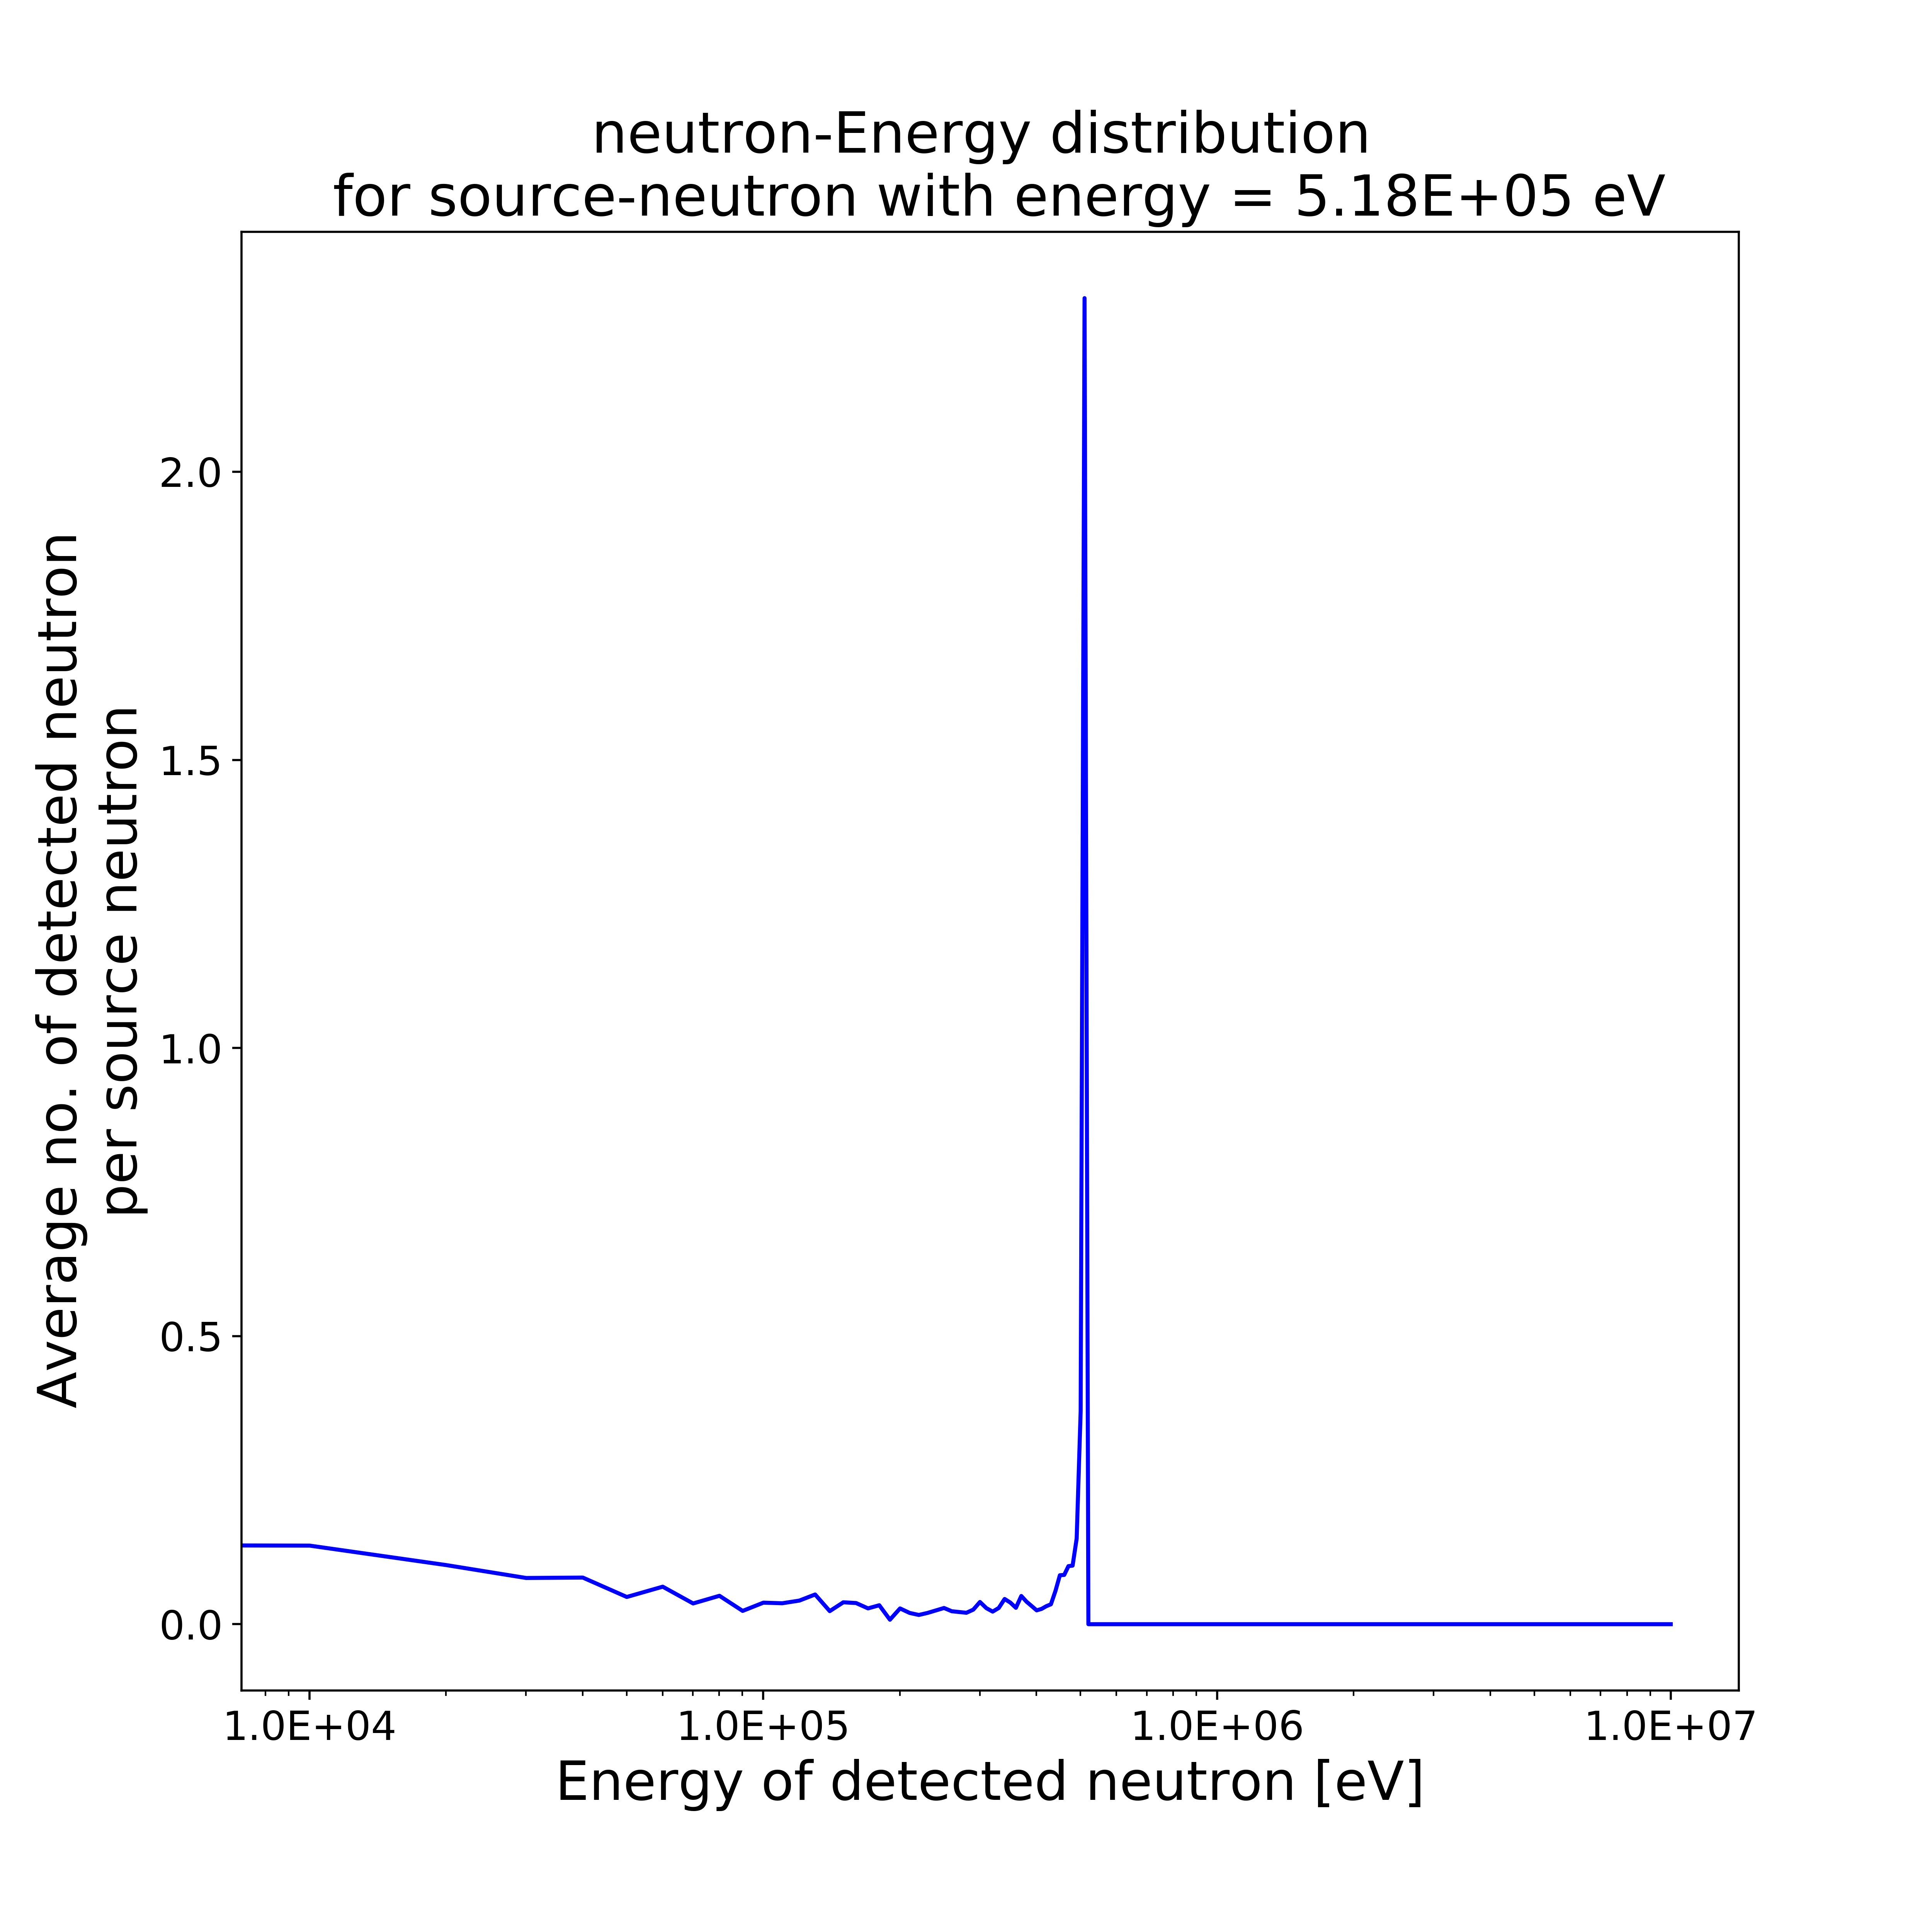 neutron-Energy distribution
for source-neutron with energy = 5.18E+05 eV
Average no. of detected neutron
per source neutron
2.0
1.5
1.0
0.5
0.0
1.0E+04
1.0E+05
1.0E+06
1.0E+07
Energy of detected neutron [eV]